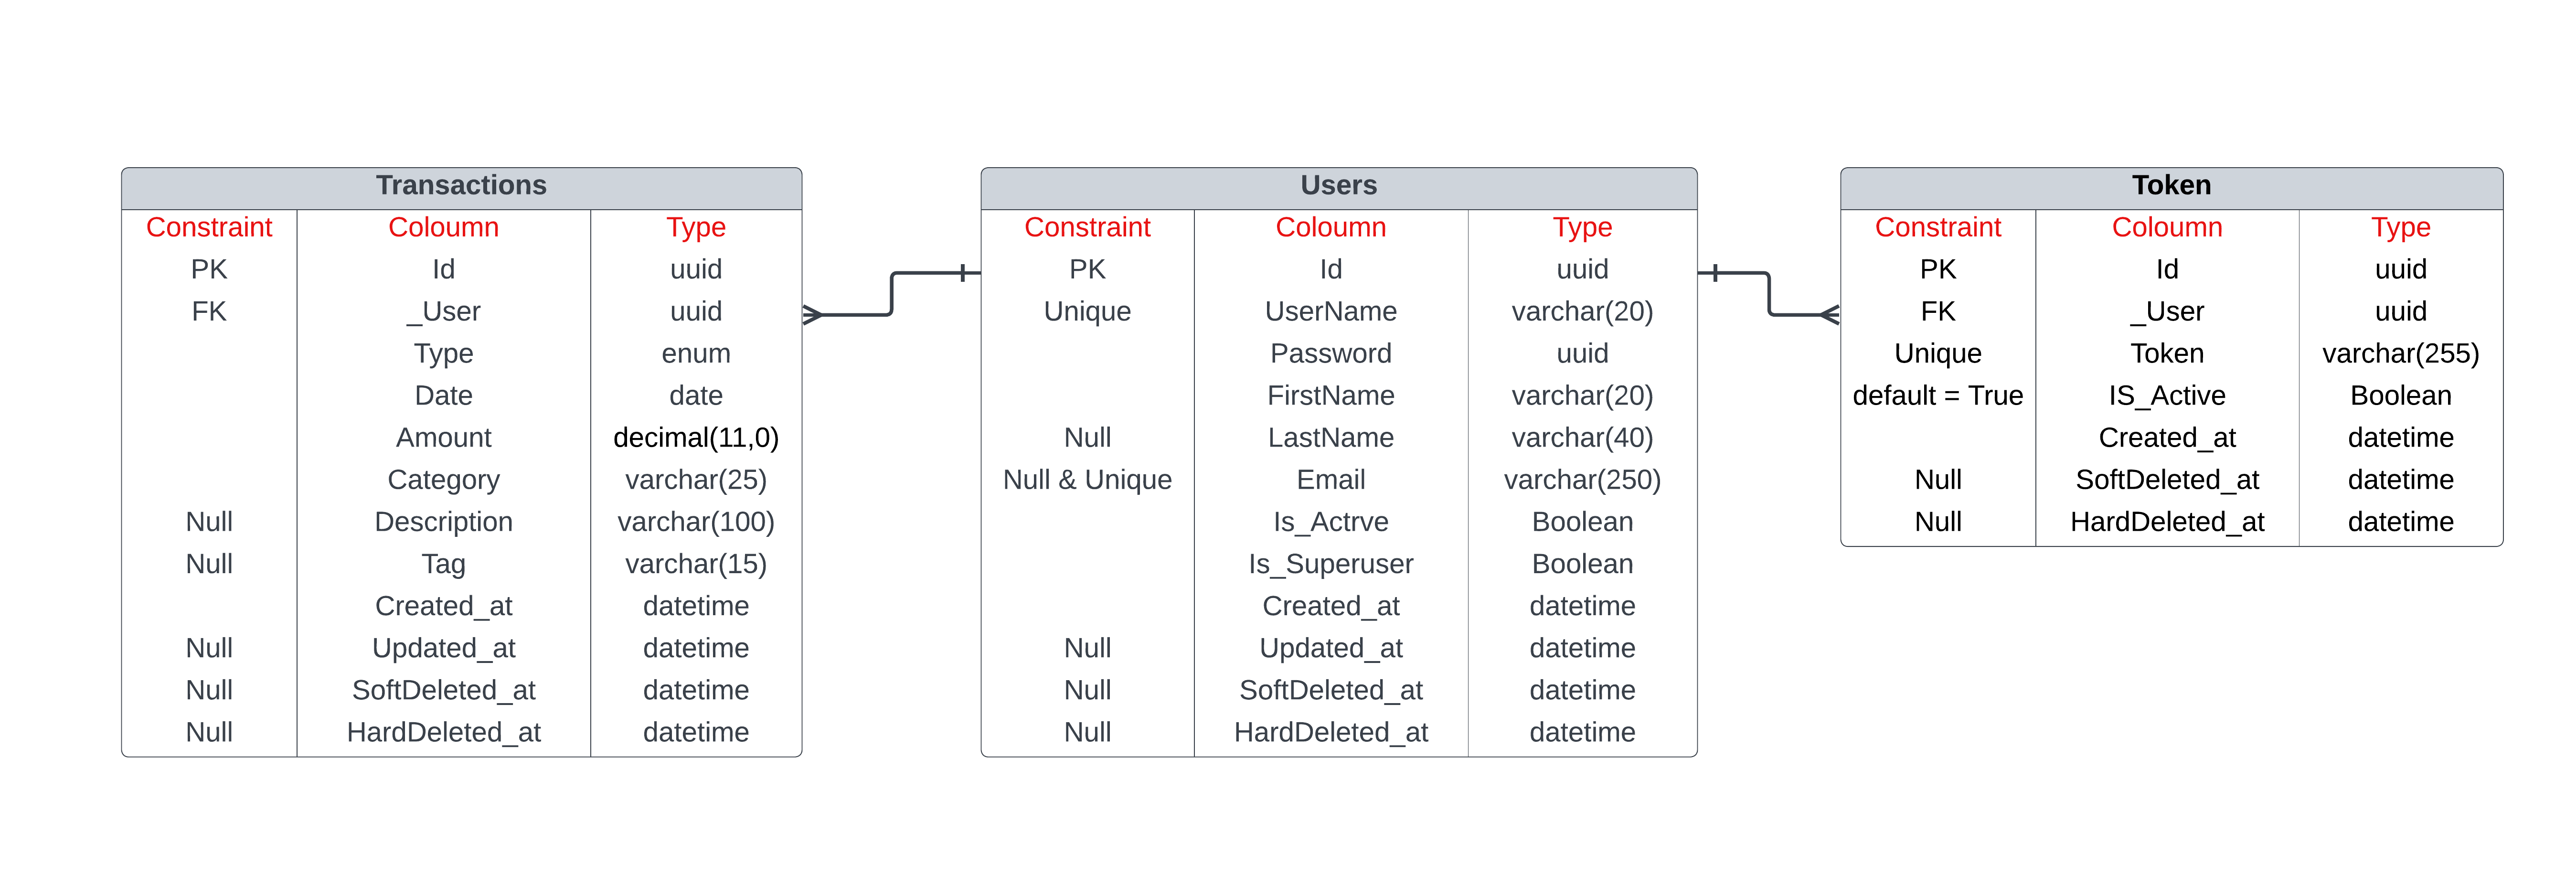 Transactions
Constraint Coloumn Type
PK Id uuid
FK _User uuid
Type enum
Date date
Amount decimal(11,0)
Category varchar(25)
Null Description varchar(100)
Null Tag varchar(15)
Created_at datetime
Null Updated_at datetime
Null SoftDeleted_at datetime
Null HardDeleted_at datetime
Users
Constraint Coloumn Type
PK Id uuid
Unique UserName varchar(20)
Password uuid
FirstName varchar(20)
Null LastName varchar(40)
Null & Unique Email varchar(250)
Is_Actrve Boolean
Is_Superuser Boolean
Created_at datetime
Null Updated_at datetime
Null SoftDeleted_at datetime
Null HardDeleted_at datetime
Token
Constraint Coloumn Type
PK Id uuid
FK _User uuid
Unique Token varchar(255)
default = True IS_Active Boolean
Created_at datetime
Null SoftDeleted_at datetime
Null HardDeleted_at datetime